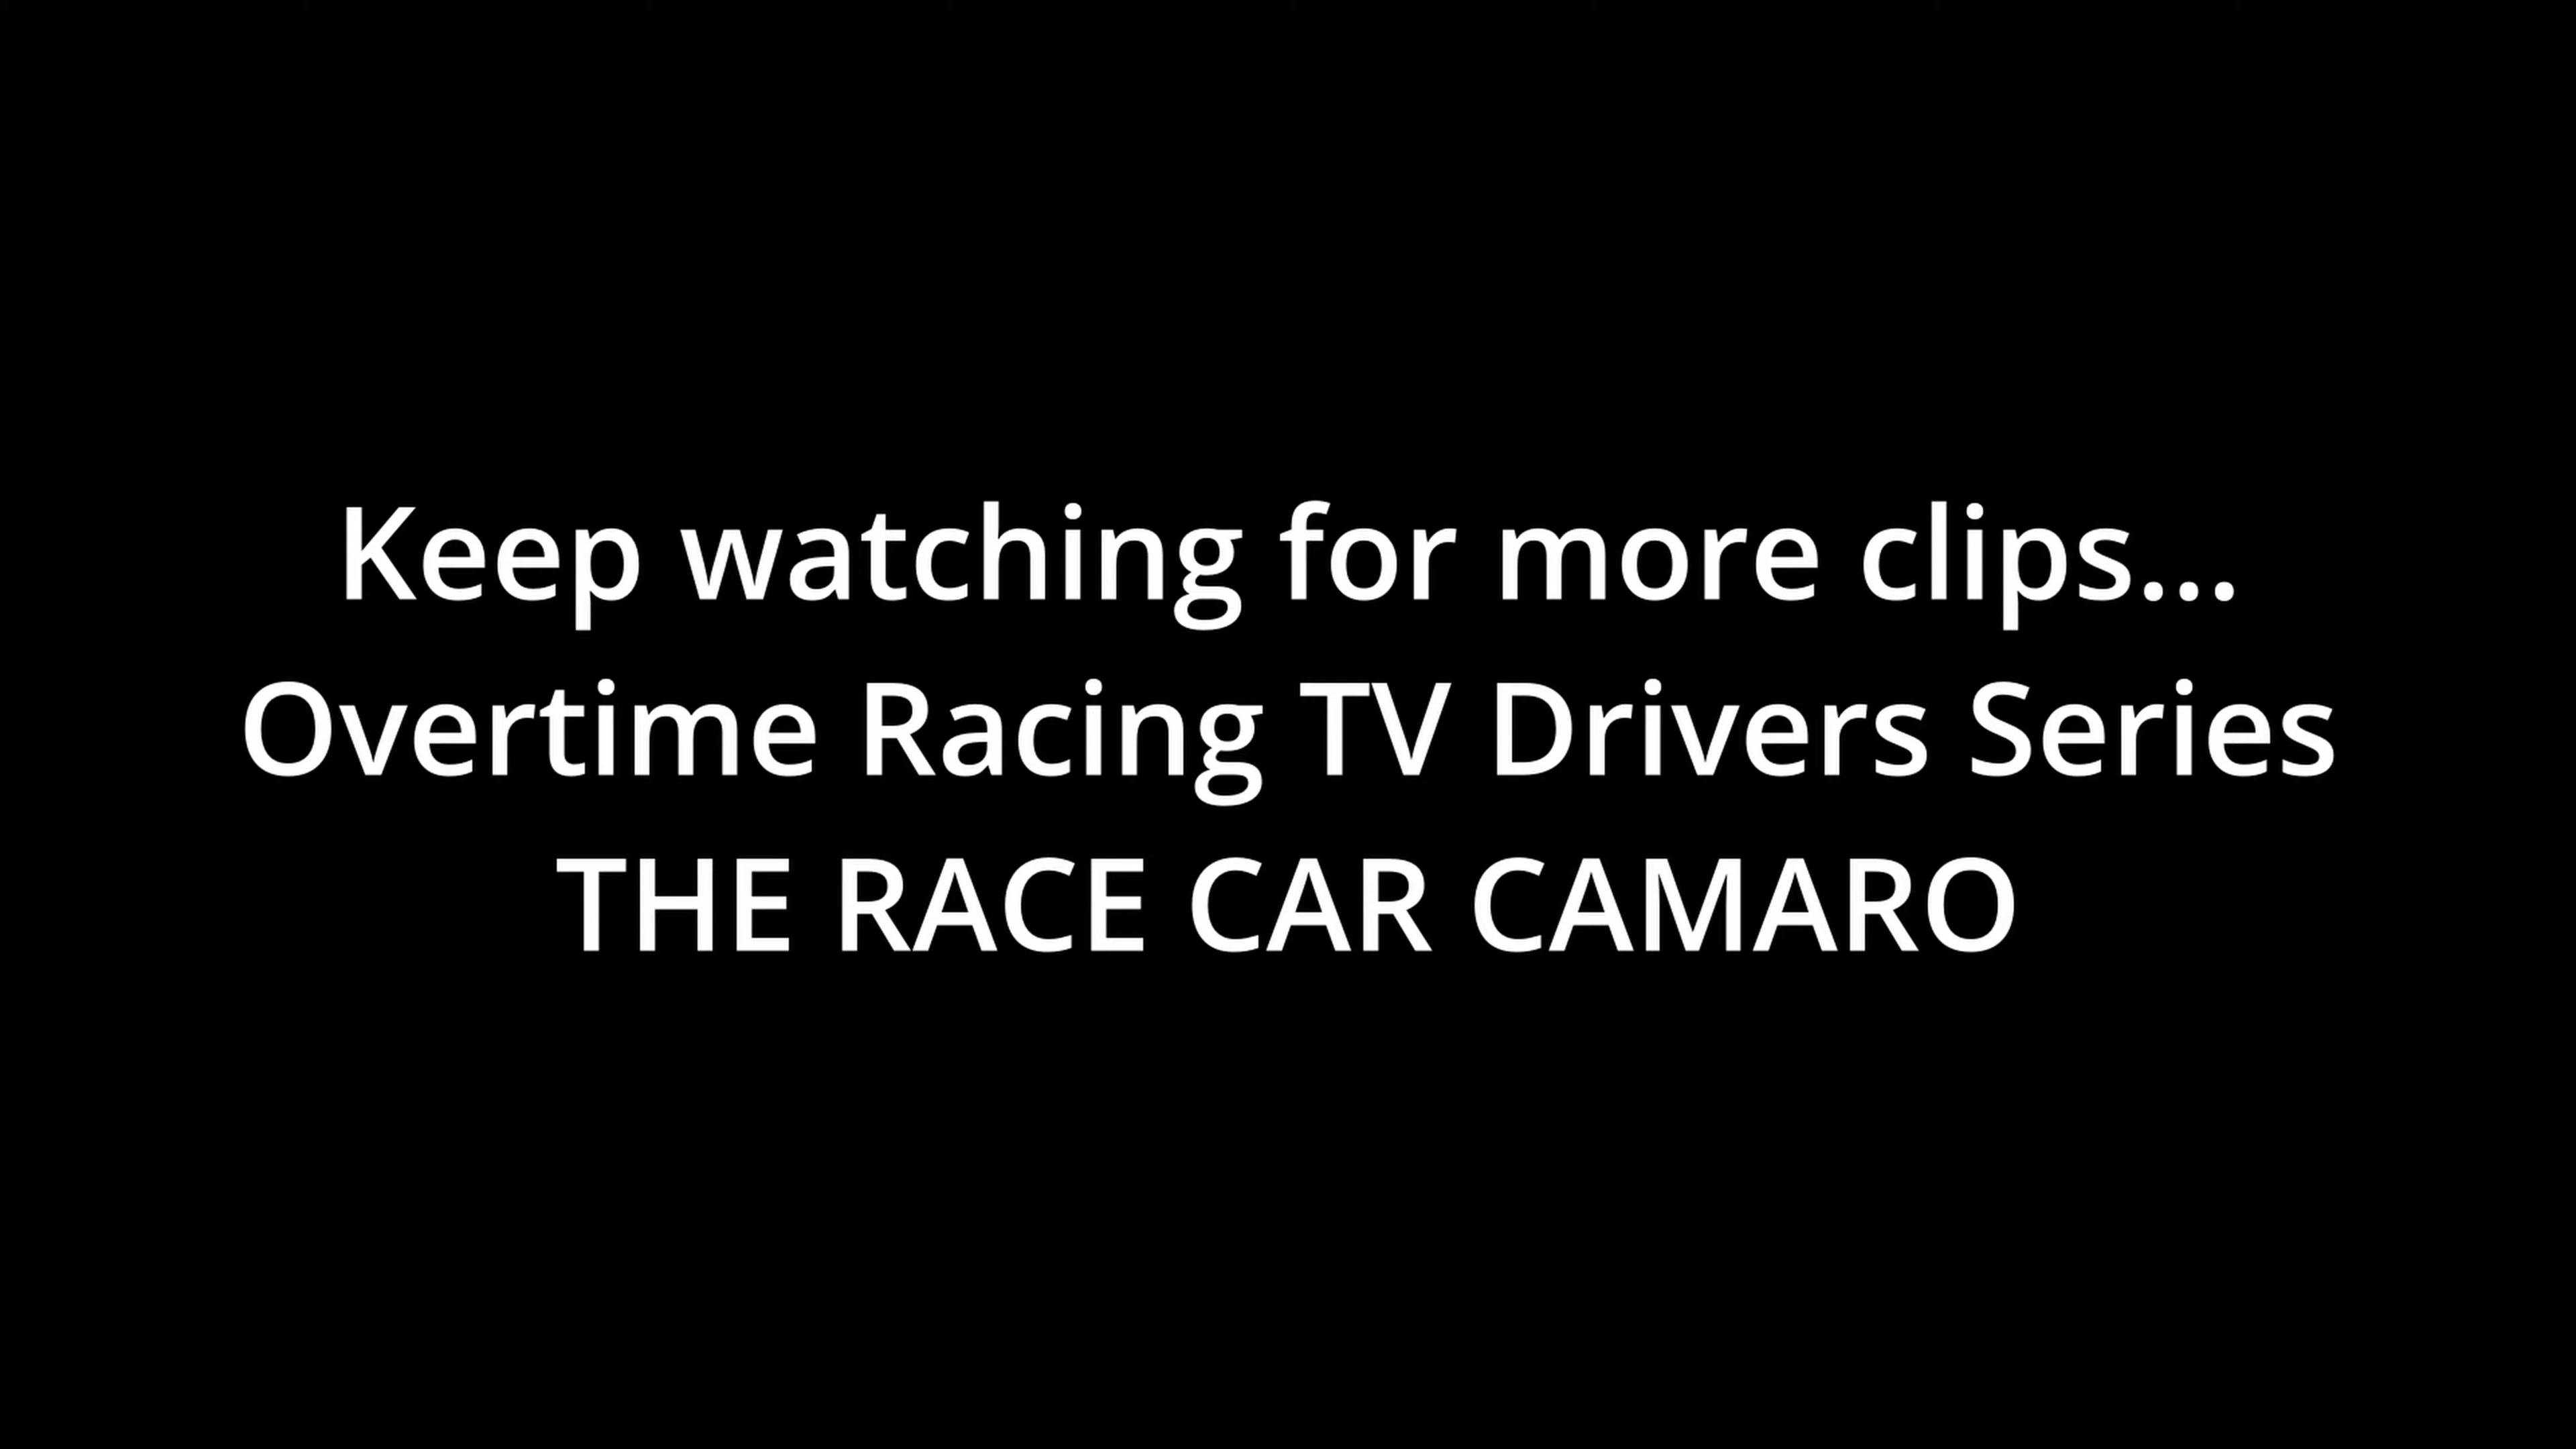 Keep watching for more clips...
Overtime Racing TV Drivers Series
THE RACE CAR CAMARO